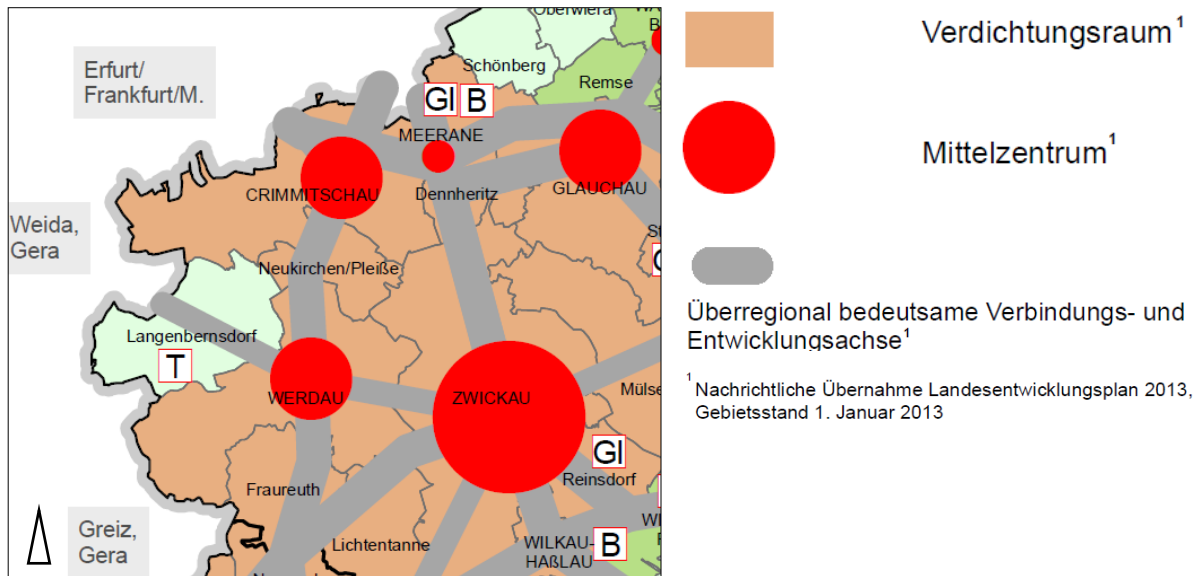 Oberwiera
Schönberg
Remse
Erfurt/
Frankfurt/M.
GI B
MEERANE
CRIMMITSCHAU
Dennheritz
GLAUCHAU
Weida,
Gera
Neukirchen/Pleiße
Langenbernsdorf
T
WERDAU
ZWICKAU
GI
Reinsdorf
Fraureuth
Greiz,
Gera
Lichtentanne
WILKAU-
HAßLAU
B
Verdichtungsraum¹
Mittelzentrum¹
Überregional bedeutsame Verbindungs- und
Entwicklungsachse¹
¹ Nachrichtliche Übernahme Landesentwicklungsplan 2013,
Gebietsstand 1. Januar 2013